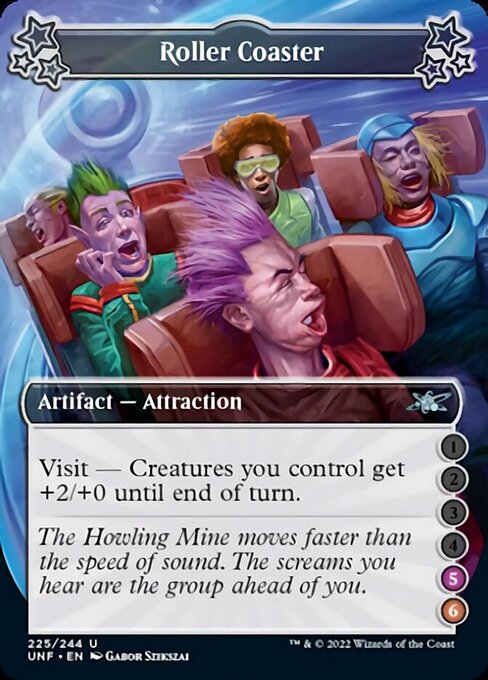 Roller Coaster
Artifact — Attraction
Visit — Creatures you control get
+2/+0 until end of turn.
The Howling Mine moves faster than
the speed of sound. The screams you
hear are the group ahead of you.
1
2
3
4
5
6
225/244 U
UNF • EN Gabor Szikszai
™ & © 2022 Wizards of the Coast